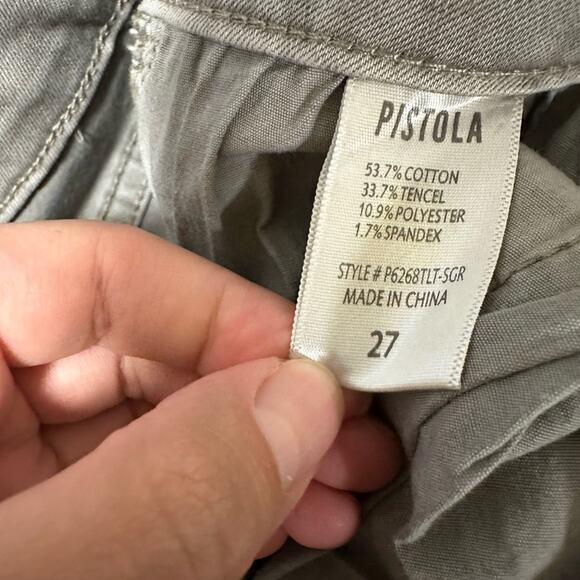 PISTOLA
53.7% COTTON
33.7% TENCEL
10.9% POLYESTER
1.7% SPANDEX
STYLE # P6268TLT-SGR
MADE IN CHINA
27